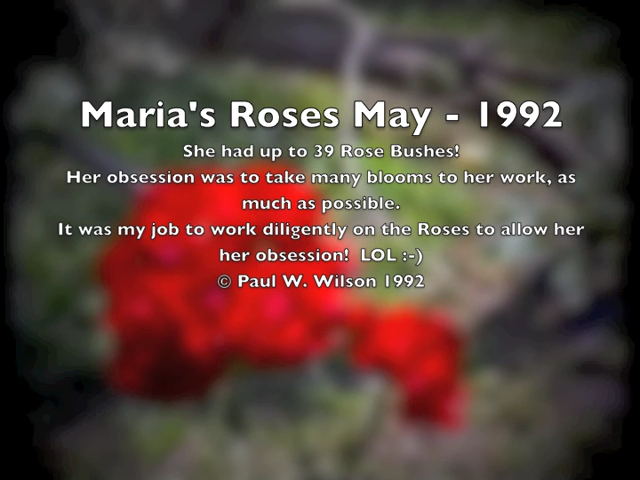 Maria's Roses May - 1992
She had up to 39 Rose Bushes!
Her obsession was to take many blooms to her work, as
much as possible.
It was my job to work diligently on the Roses to allow her
her obsession!  LOL :-)
© Paul W. Wilson 1992